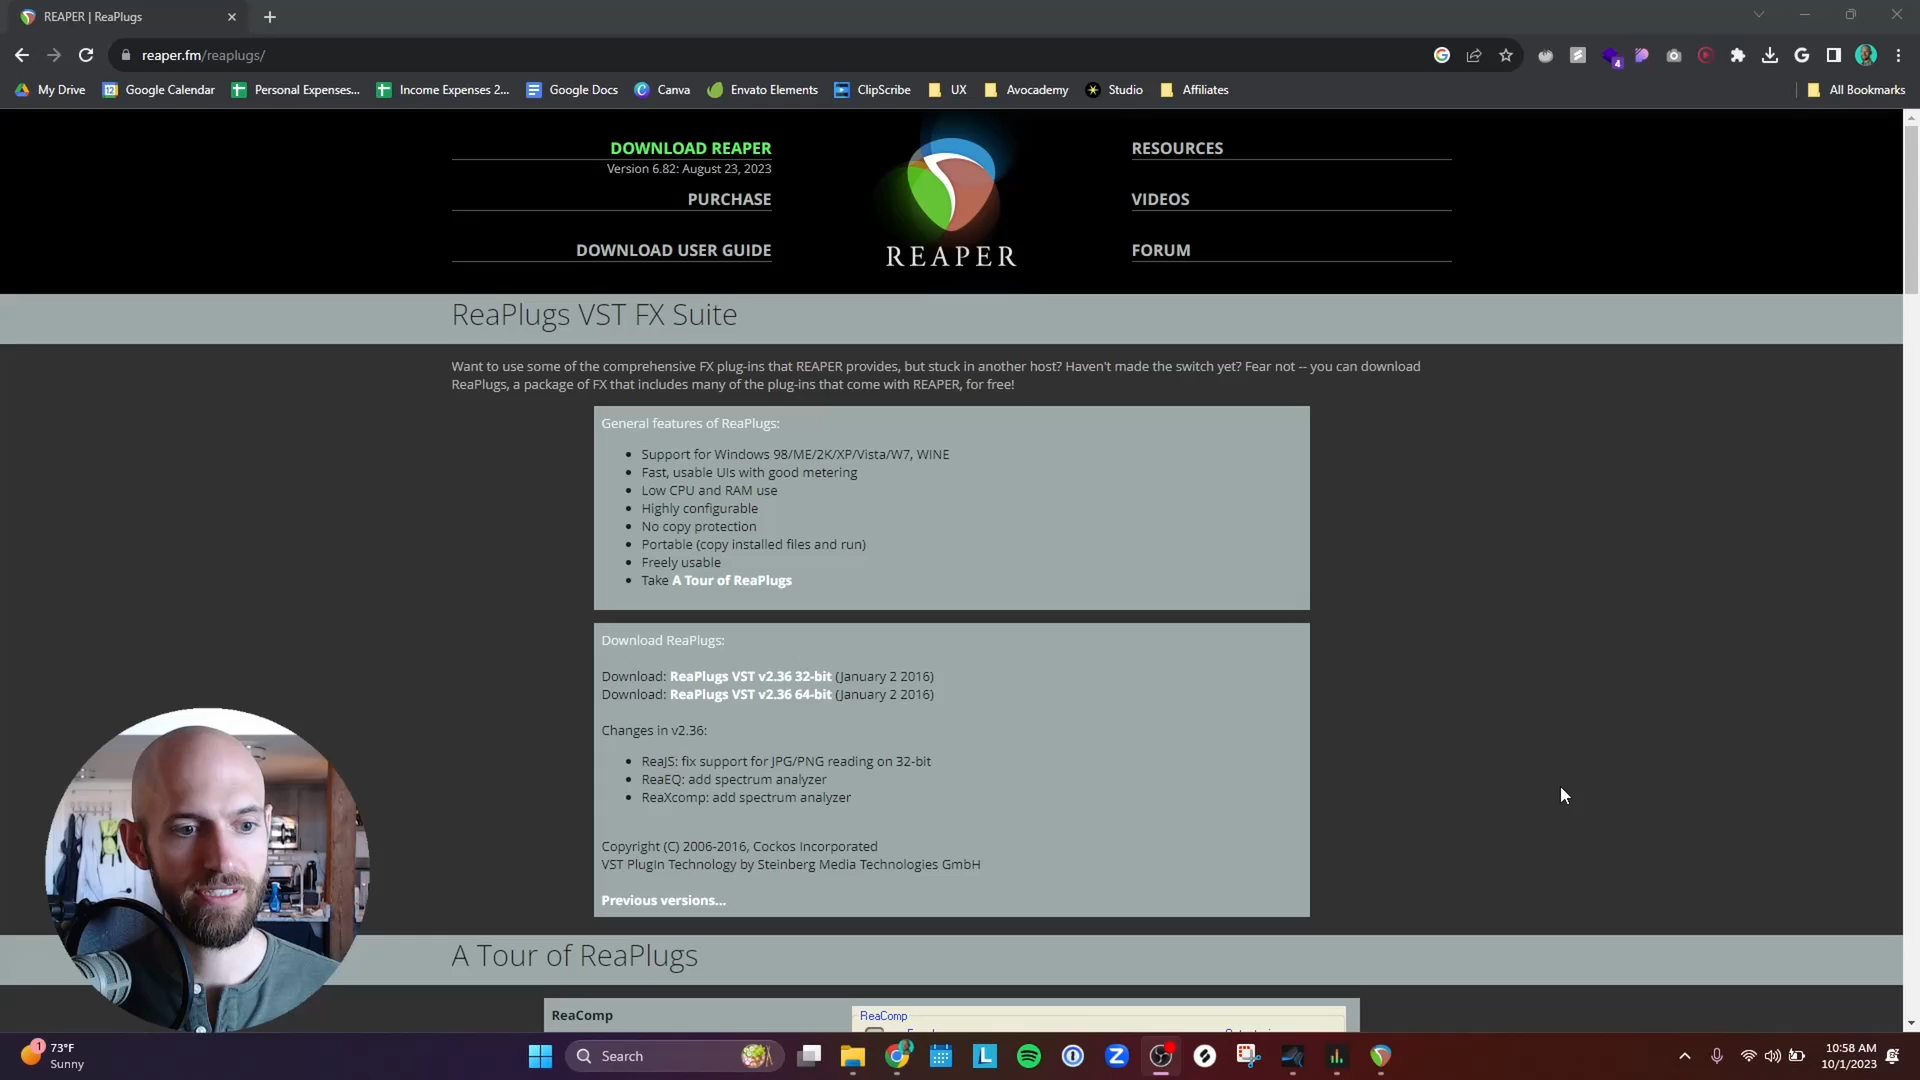 REAPER | ReaPlugs
reaper.fm/reaplugs/
4
My Drive
Google Calendar
Personal Expenses...
Income Expenses 2...
Google Docs
Canva
Envato Elements
ClipScribe
UX
Avocademy
Studio
Affiliates
All Bookmarks
DOWNLOAD REAPER
Version 6.82: August 23, 2023
PURCHASE
DOWNLOAD USER GUIDE
REAPER
RESOURCES
VIDEOS
FORUM
ReaPlugs VST FX Suite
Want to use some of the comprehensive FX plug-ins that REAPER provides, but stuck in another host? Haven't made the switch yet? Fear not -- you can download
ReaPlugs, a package of FX that includes many of the plug-ins that come with REAPER, for free!
General features of ReaPlugs:
Support for Windows 98/ME/2K/XP/Vista/W7, WINE
Fast, usable UIs with good metering
Low CPU and RAM use
Highly configurable
No copy protection
Portable (copy installed files and run)
Freely usable
Take A Tour of ReaPlugs
Download ReaPlugs:
Download: ReaPlugs VST v2.36 32-bit (January 2 2016)
Download: ReaPlugs VST v2.36 64-bit (January 2 2016)
Changes in v2.36:
ReaJS: fix support for JPG/PNG reading on 32-bit
ReaEQ: add spectrum analyzer
ReaXcomp: add spectrum analyzer
Copyright (C) 2006-2016, Cockos Incorporated
VST PlugIn Technology by Steinberg Media Technologies GmbH
Previous versions...
A Tour of ReaPlugs
ReaComp
ReaComp
1
73°F
Sunny
Search
10:58 AM
10/1/2023